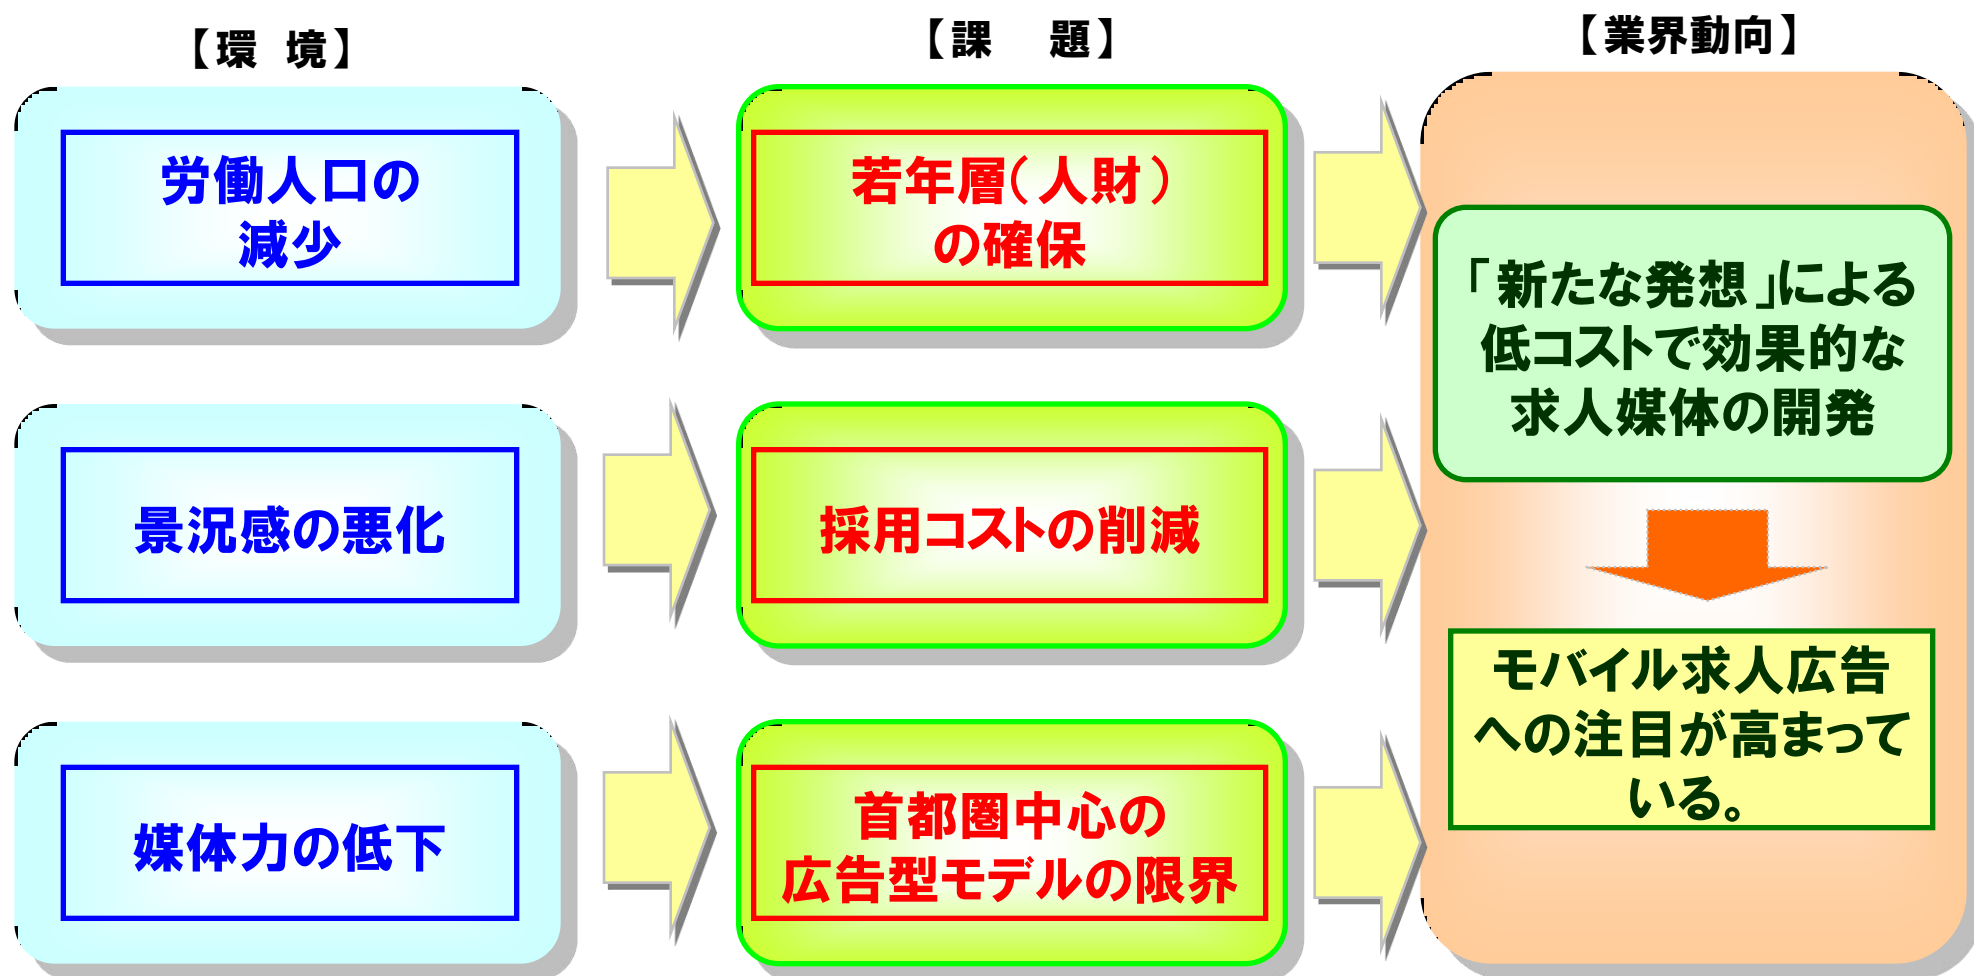 【環　境】
【課　　題】
【業界動向】
労働人口の
減少
若年層（人財）
の確保
「新たな発想」による
低コストで効果的な
求人媒体の開発
景況感の悪化
採用コストの削減
モバイル求人広告
への注目が高まって
いる。
媒体力の低下
首都圏中心の
広告型モデルの限界